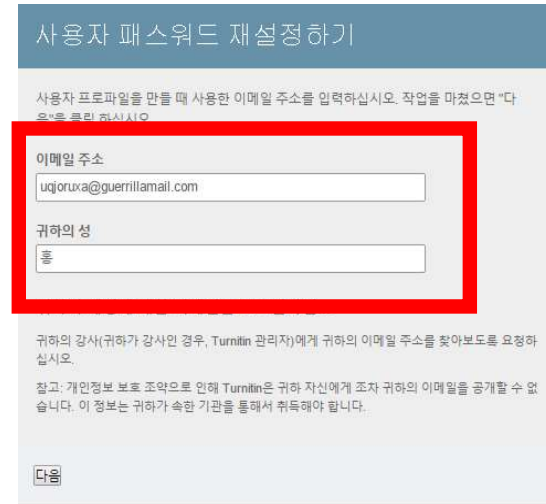 사용자 패스워드 재설정하기
사용자 프로파일을 만들 때 사용한 이메일 주소를 입력하십시오. 작업을 마쳤으면 "다
음"을 클릭 하십시오
이메일 주소
uqjoruxa@guerrillamail.com
귀하의 성
홍
귀하의 강사(귀하가 강사인 경우, Turnitin 관리자)에게 귀하의 이메일 주소를 찾아보도록 요청하
십시오.
참고: 개인정보 보호 조약으로 인해 Turnitin은 귀하 자신에게 조차 귀하의 이메일을 공개할 수 없
습니다. 이 정보는 귀하가 속한 기관을 통해서 취득해야 합니다.
다음